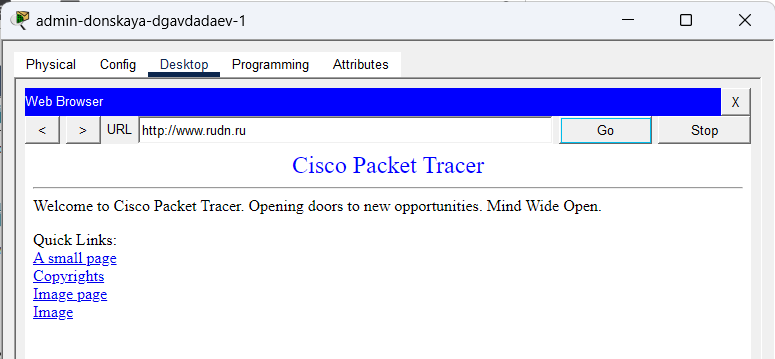 admin-donskaya-dgavdadaev-1
Physical Config Desktop Programming Attributes
Web Browser X
< > URL http://www.rudn.ru Go Stop
Cisco Packet Tracer
Welcome to Cisco Packet Tracer. Opening doors to new opportunities. Mind Wide Open.
Quick Links:
A small page
Copyrights
Image page
Image